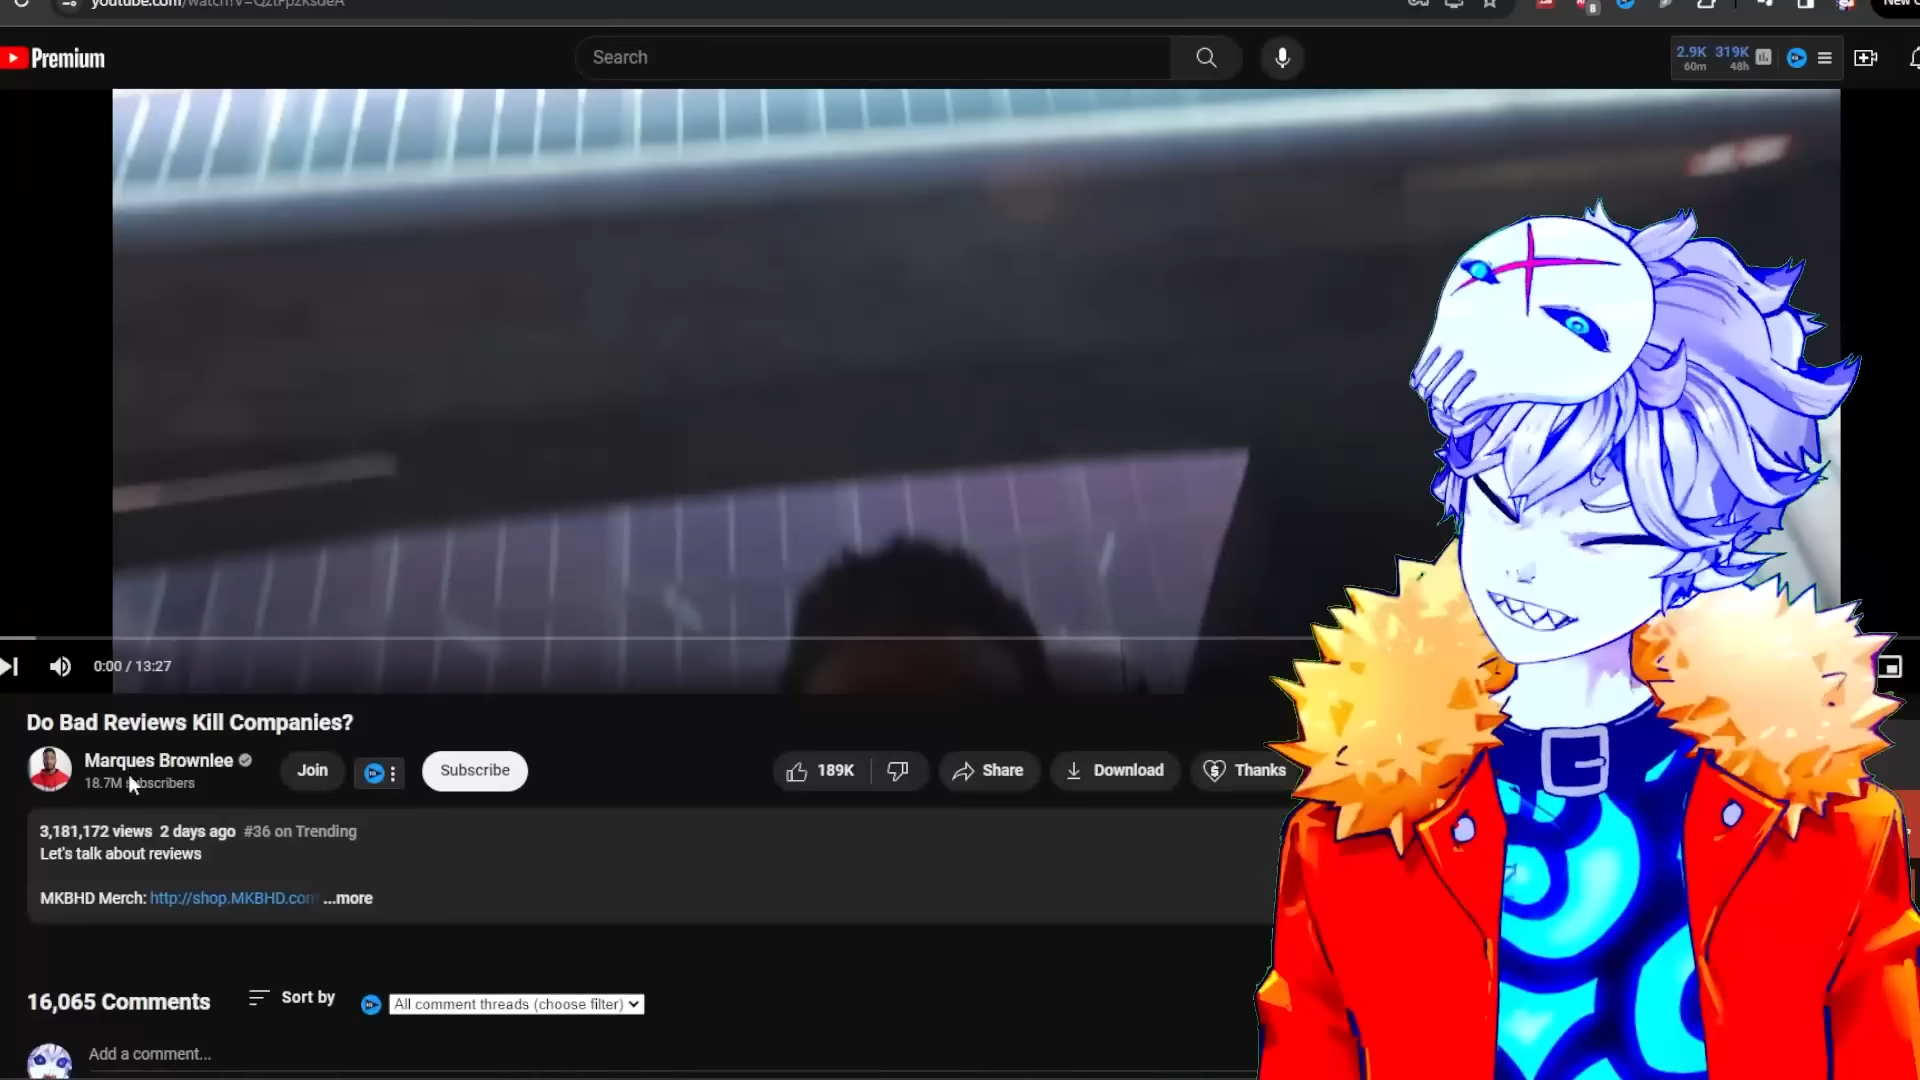 Premium
Search
2.9K 319K
60m 48h
8
0:00 / 13:27
Do Bad Reviews Kill Companies?
Marques Brownlee
18.7M
Join
Subscribe
189K
Share
Download
Thanks
3,181,172 views 2 days ago #36 on Trending
Let's talk about reviews
MKBHD Merch: http://shop.MKBHD.com ...more
16,065 Comments
Sort by
All comment threads (choose filter)
Add a comment...